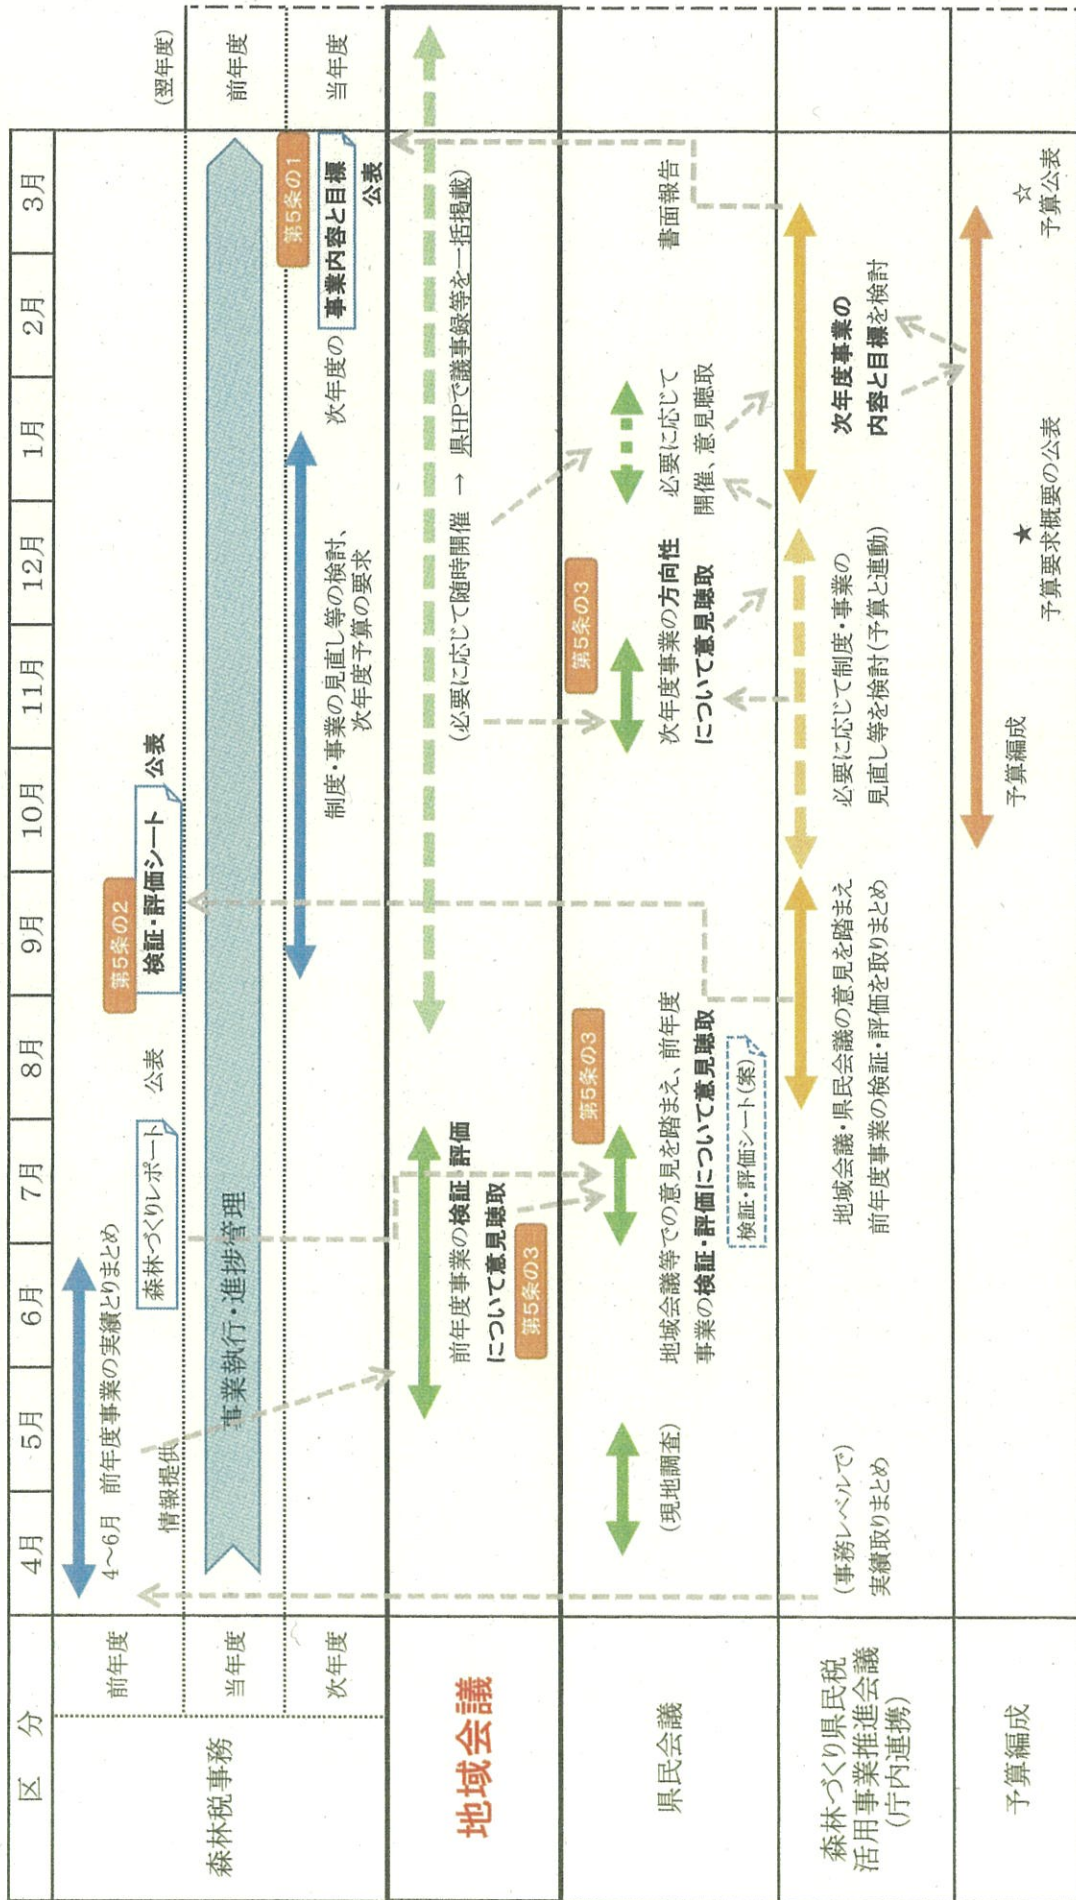 区　分
4月
5月
6月
7月
8月
9月
10月
11月
12月
1月
2月
3月
(翌年度)
森林税事務
前年度
4～6月　前年度事業の実績とりまとめ
情報提供
森林づくりレポート
公表
第5条の2
検証・評価シート
公表
当年度
事業執行・進捗管理
前年度
次年度
制度・事業の見直し等の検討、
次年度予算の要求
第5条の1
次年度の
事業内容と目標
公表
当年度
地域会議
前年度事業の検証・評価
について意見聴取
第5条の3
(必要に応じて随時開催 → 県HPで議事録等を一括掲載)
県民会議
(現地調査)
第5条の3
地域会議等での意見を踏まえ、前年度
事業の検証・評価について意見聴取
検証・評価シート(案)
第5条の3
次年度事業の方向性
について意見聴取
必要に応じて
開催、意見聴取
書面報告
森林づくり県民税
活用事業推進会議
(庁内連携)
(事務レベルで)
実績取りまとめ
地域会議・県民会議の意見を踏まえ
前年度事業の検証・評価を取りまとめ
必要に応じて制度・事業の
見直し等を検討(予算と連動)
次年度事業の
内容と目標を検討
予算編成
予算編成
★
予算要求概要の公表
☆
予算公表